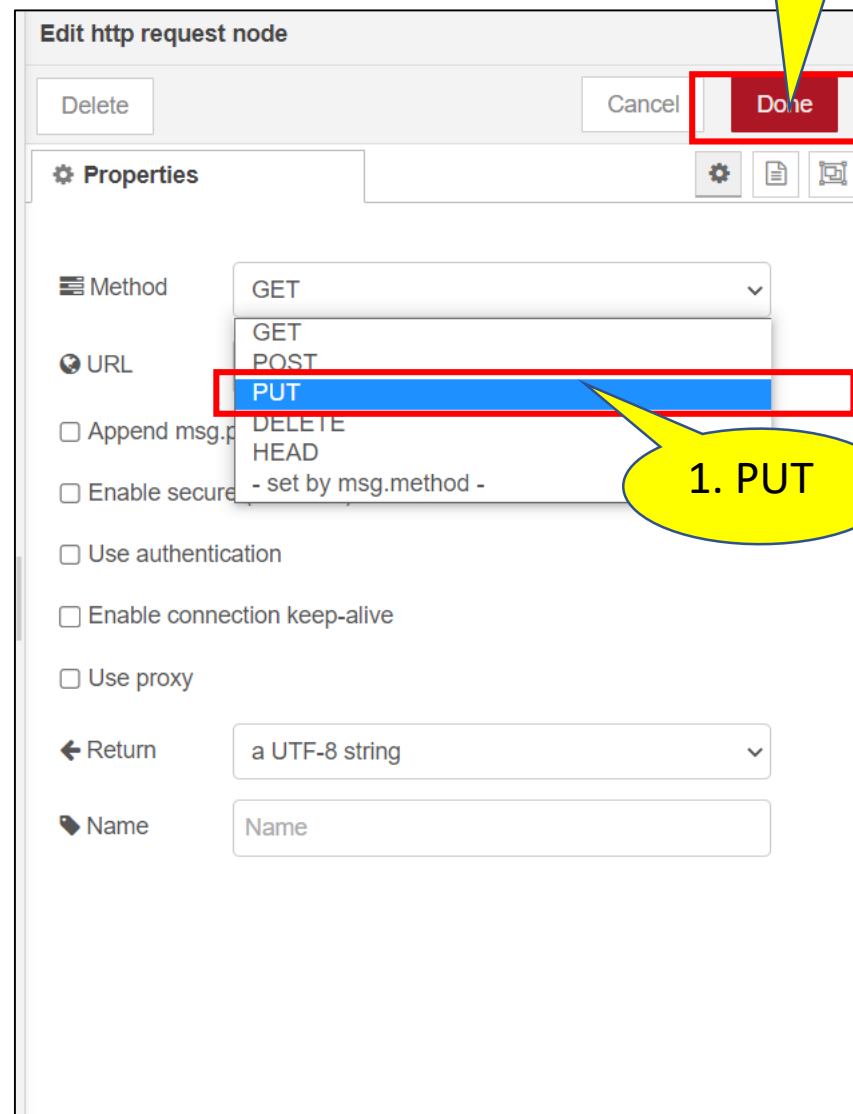 Edit http request node
Delete
Cancel
Done
Properties
Method
GET
GET
URL
POST
PUT
Append msg.p
DELETE
HEAD
Enable secure
- set by msg.method -
1. PUT
Use authentication
Enable connection keep-alive
Use proxy
Return
a UTF-8 string
Name
Name